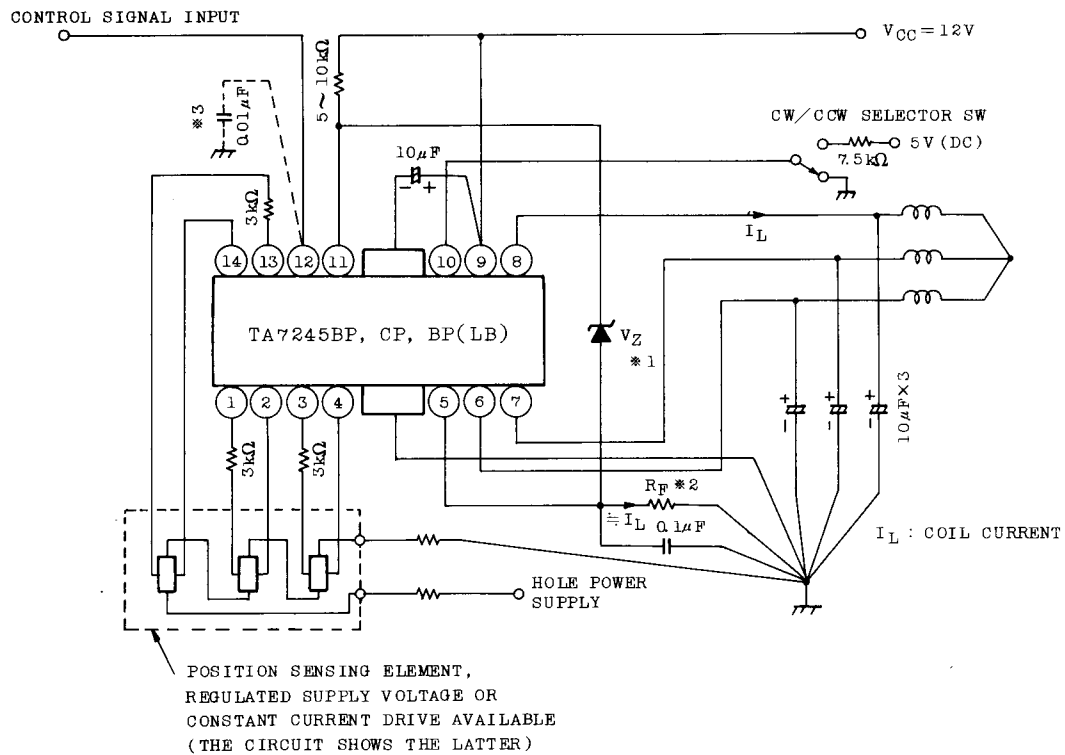 CONTROL SIGNAL INPUT
VCC=12V
5~10kΩ
※3
0.01μF
CW/CCW SELECTOR SW
5V(DC)
7.5kΩ
10μF
- +
3kΩ
IL
14 13 12 11 10 9 8
TA7245BP, CP, BP(LB)
VZ
※1
1 2 3 4 5 6 7
+ + +
- - -
10μF×3
3kΩ
3kΩ
RF ※2
≒IL
0.1μF
IL : COIL CURRENT
HOLE POWER
SUPPLY
POSITION SENSING ELEMENT,
REGULATED SUPPLY VOLTAGE OR
CONSTANT CURRENT DRIVE AVAILABLE
(THE CIRCUIT SHOWS THE LATTER)